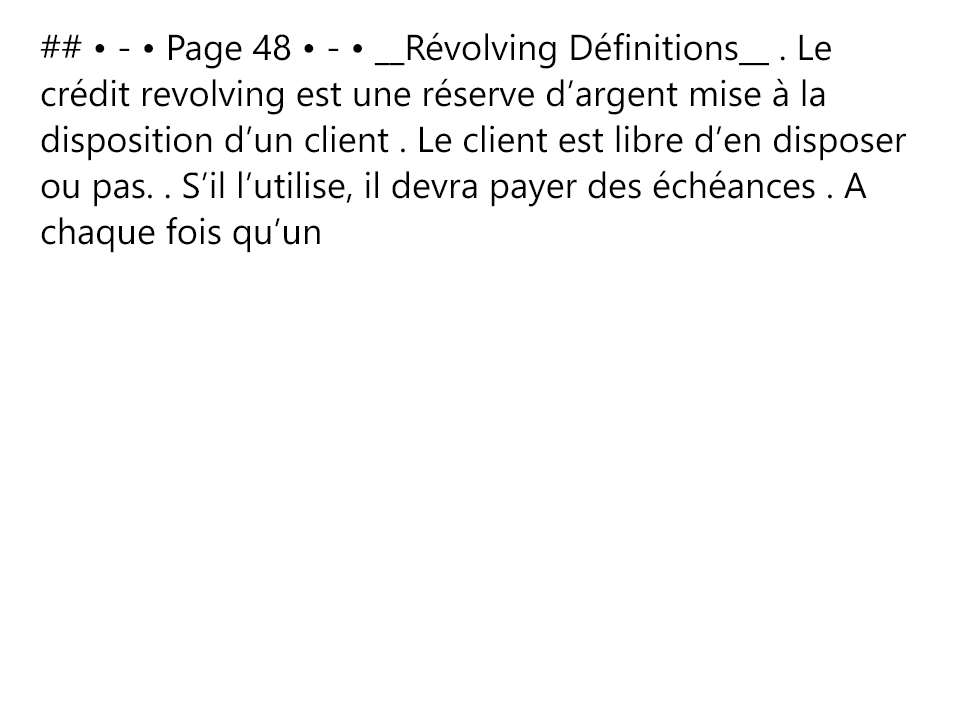 ## • - • Page 48 • - • __Révolving Définitions__ . Le
crédit revolving est une réserve d’argent mise à la
disposition d’un client . Le client est libre d’en disposer
ou pas. . S’il l’utilise, il devra payer des échéances . A
chaque fois qu’un